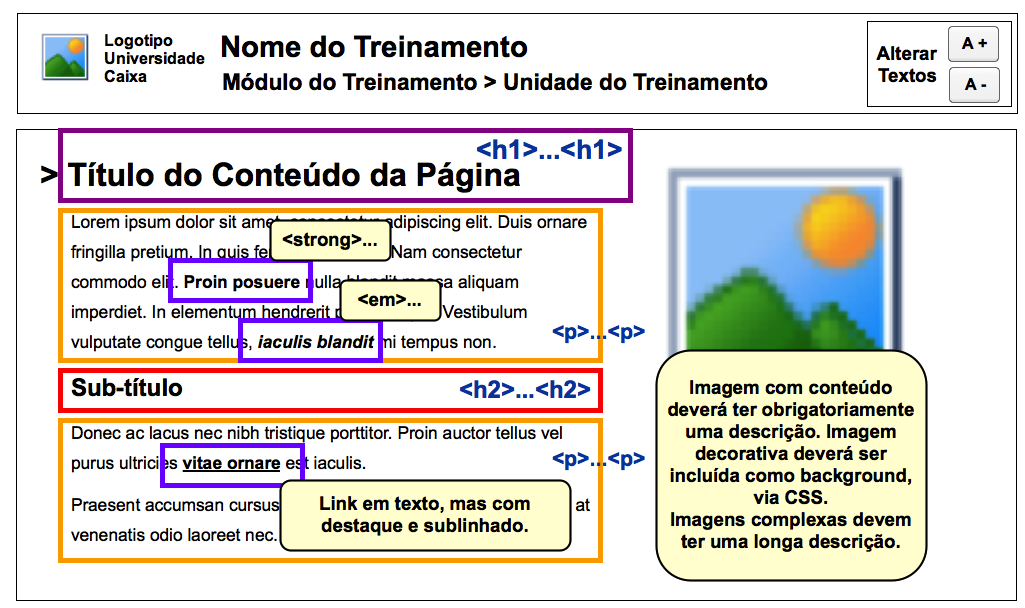 Logotipo
Universidade
Caixa
Nome do Treinamento
Módulo do Treinamento > Unidade do Treinamento
Alterar
Textos
A +
A -
<h1>...<h1>
> Título do Conteúdo da Página
Lorem ipsum dolor sit amet, consectetur adipiscing elit. Duis ornare
<strong>...
fringilla pretium. In quis Nam consectetur
commodo elit. Proin posuere nulla blandit massa aliquam
<em>...
imperdiet. In elementum hendrerit Vestibulum
<p>...<p>
vulputate congue tellus, iaculis blandit mi tempus non.
Sub-título
<h2>...<h2>
Donec ac lacus nec nibh tristique porttitor. Proin auctor tellus vel
purus ultricies vitae ornare est iaculis.
<p>...<p>
Praesent accumsan cursus at
venenatis odio laoreet nec.
Link em texto, mas com
destaque e sublinhado.
Imagem com conteúdo
deverá ter obrigatoriamente
uma descrição. Imagem
decorativa deverá ser
incluída como background,
via CSS.
Imagens complexas devem
ter uma longa descrição.